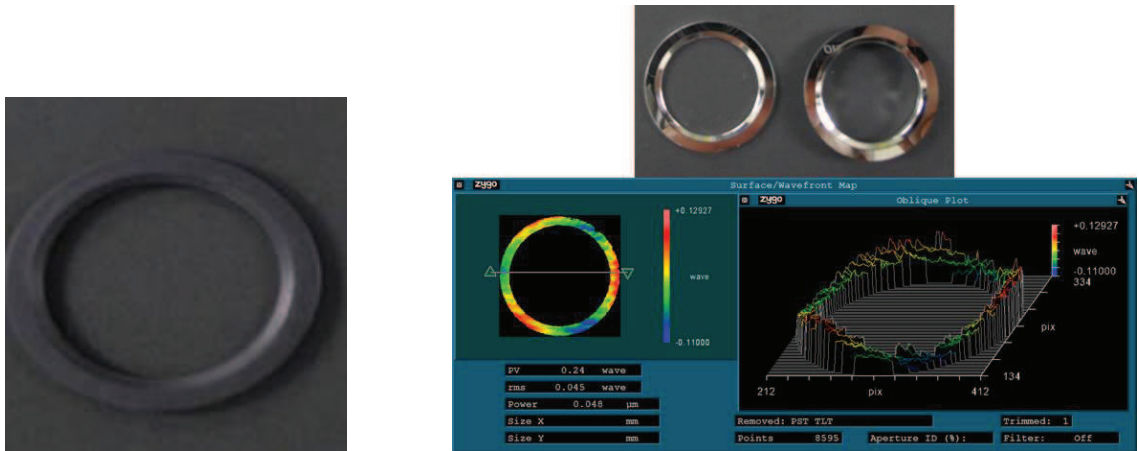 zygo Surface/Wavefront Map
+0.12927
wave
-0.11000
PV 0.24 wave
rms 0.045 wave
Power 0.048 µm
Size X mm
Size Y mm
zygo Oblique Plot
+0.12927
wave
-0.11000
334
pix
134
212 pix 412
Removed: PST TLT Trimmed: 1
Points 8595 Aperture ID (%): Filter: Off